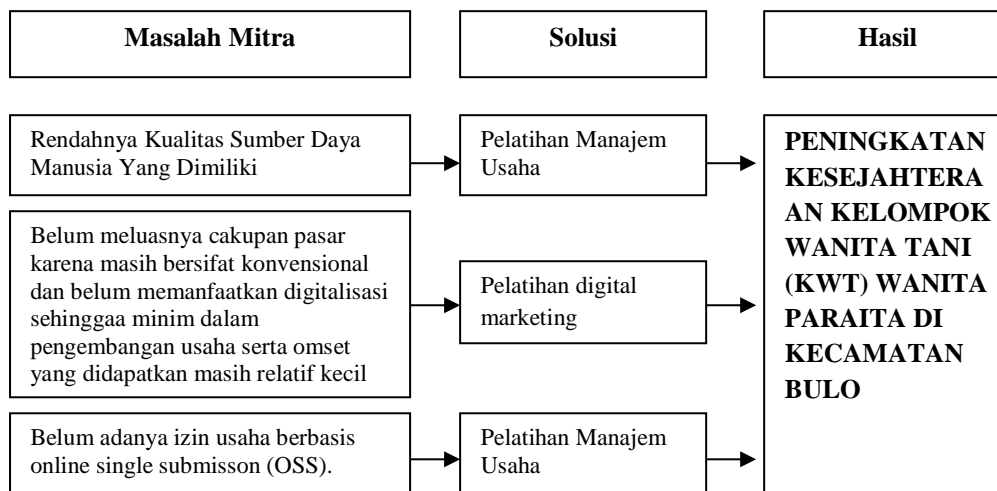 Masalah Mitra
Solusi
Hasil
Rendahnya Kualitas Sumber Daya
Manusia Yang Dimiliki
Pelatihan Manajem
Usaha
Belum meluasnya cakupan pasar
karena masih bersifat konvensional
dan belum memanfaatkan digitalisasi
sehinggaa minim dalam
pengembangan usaha serta omset
yang didapatkan masih relatif kecil
Pelatihan digital
marketing
Belum adanya izin usaha berbasis
online single submisson (OSS).
Pelatihan Manajem
Usaha
PENINGKATAN
KESEJAHTERA
AN KELOMPOK
WANITA TANI
(KWT) WANITA
PARAITA DI
KECAMATAN
BULO